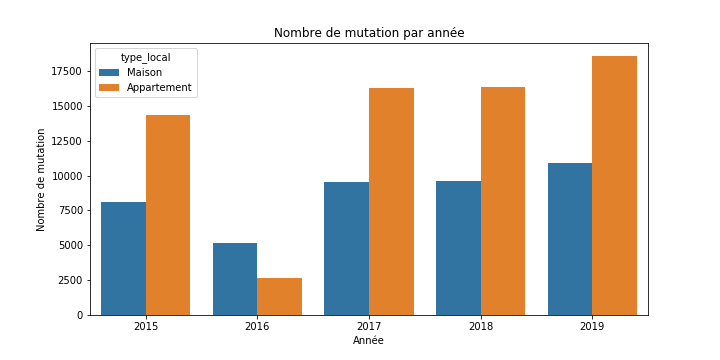 Nombre de mutation par année
type_local
Maison
Appartement
Nombre de mutation
17500
15000
12500
10000
7500
5000
2500
0
2015 2016 2017 2018 2019
Année